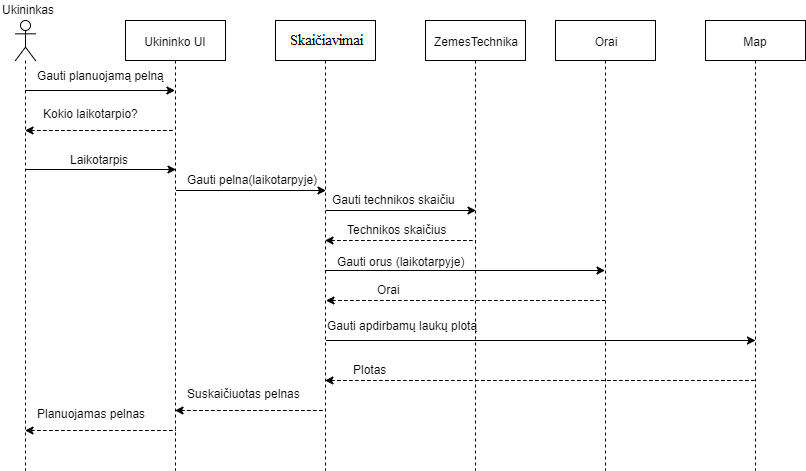 Ukininkas
Ukininko UI
Skaičiavimai
ZemesTechnika
Orai
Map
Gauti planuojamą pelną
Kokio laikotarpio?
Laikotarpis
Gauti pelna(laikotarpyje)
Gauti technikos skaičiu
Technikos skaičius
Gauti orus (laikotarpyje)
Orai
Gauti apdirbamų laukų plotą
Plotas
Suskaičiuotas pelnas
Planuojamas pelnas